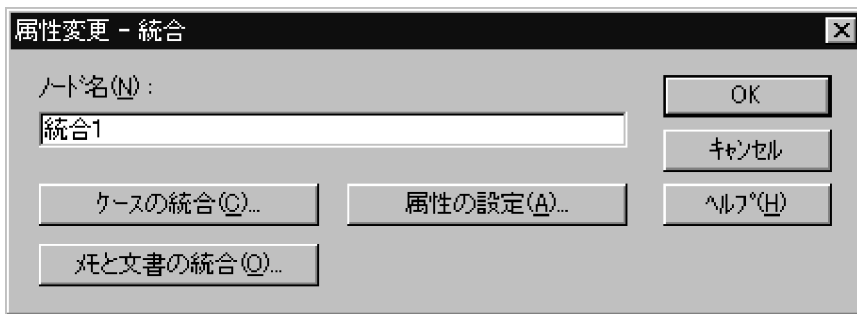 属性変更 - 統合
ﾉｰﾄﾞ名(N) :
統合1
OK
ｷｬﾝｾﾙ
ｹｰｽの統合(C)...
属性の設定(A)...
ﾍﾙﾌﾟ(H)
ﾒﾓと文書の統合(O)...